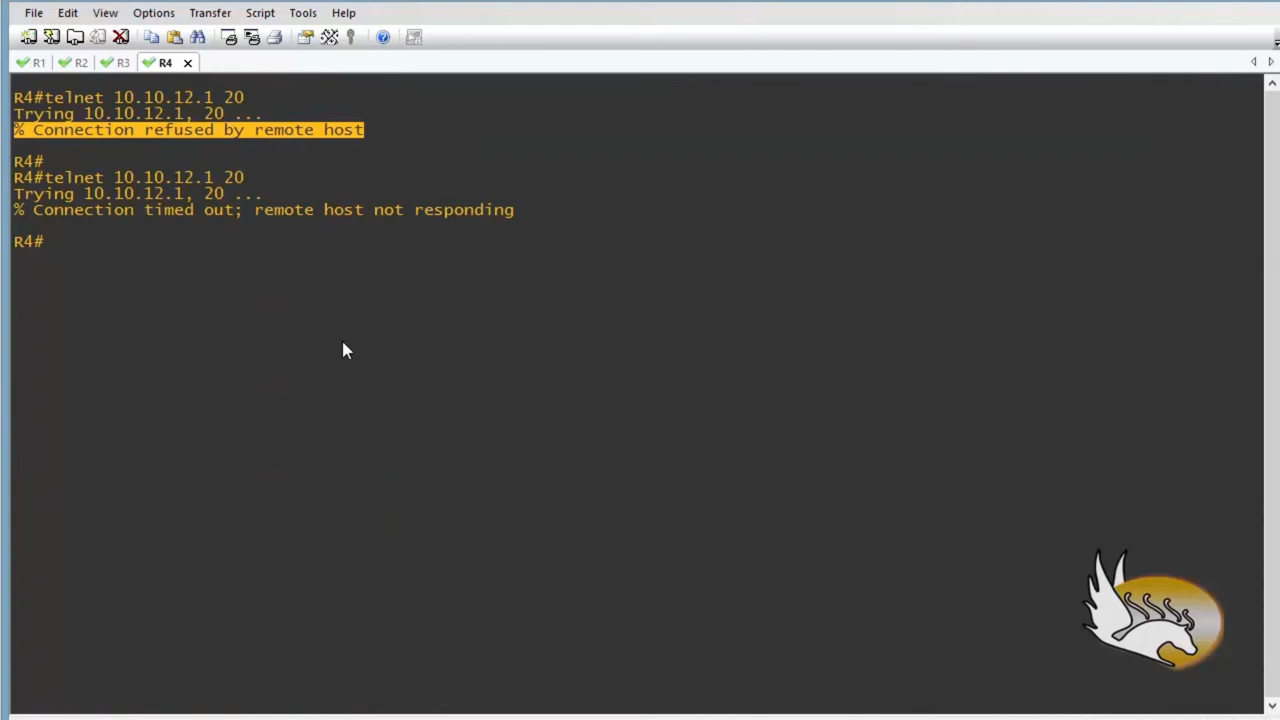 File Edit View Options Transfer Script Tools Help
R1 R2 R3 R4
R4#telnet 10.10.12.1 20
Trying 10.10.12.1, 20 ...
% Connection refused by remote host
R4#
R4#telnet 10.10.12.1 20
Trying 10.10.12.1, 20 ...
% Connection timed out; remote host not responding
R4#